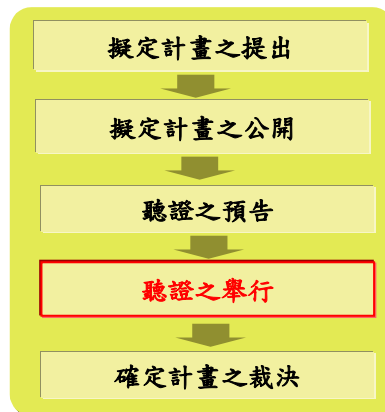 擬定計畫之提出
擬定計畫之公開
聽證之預告
聽證之舉行
確定計畫之裁決